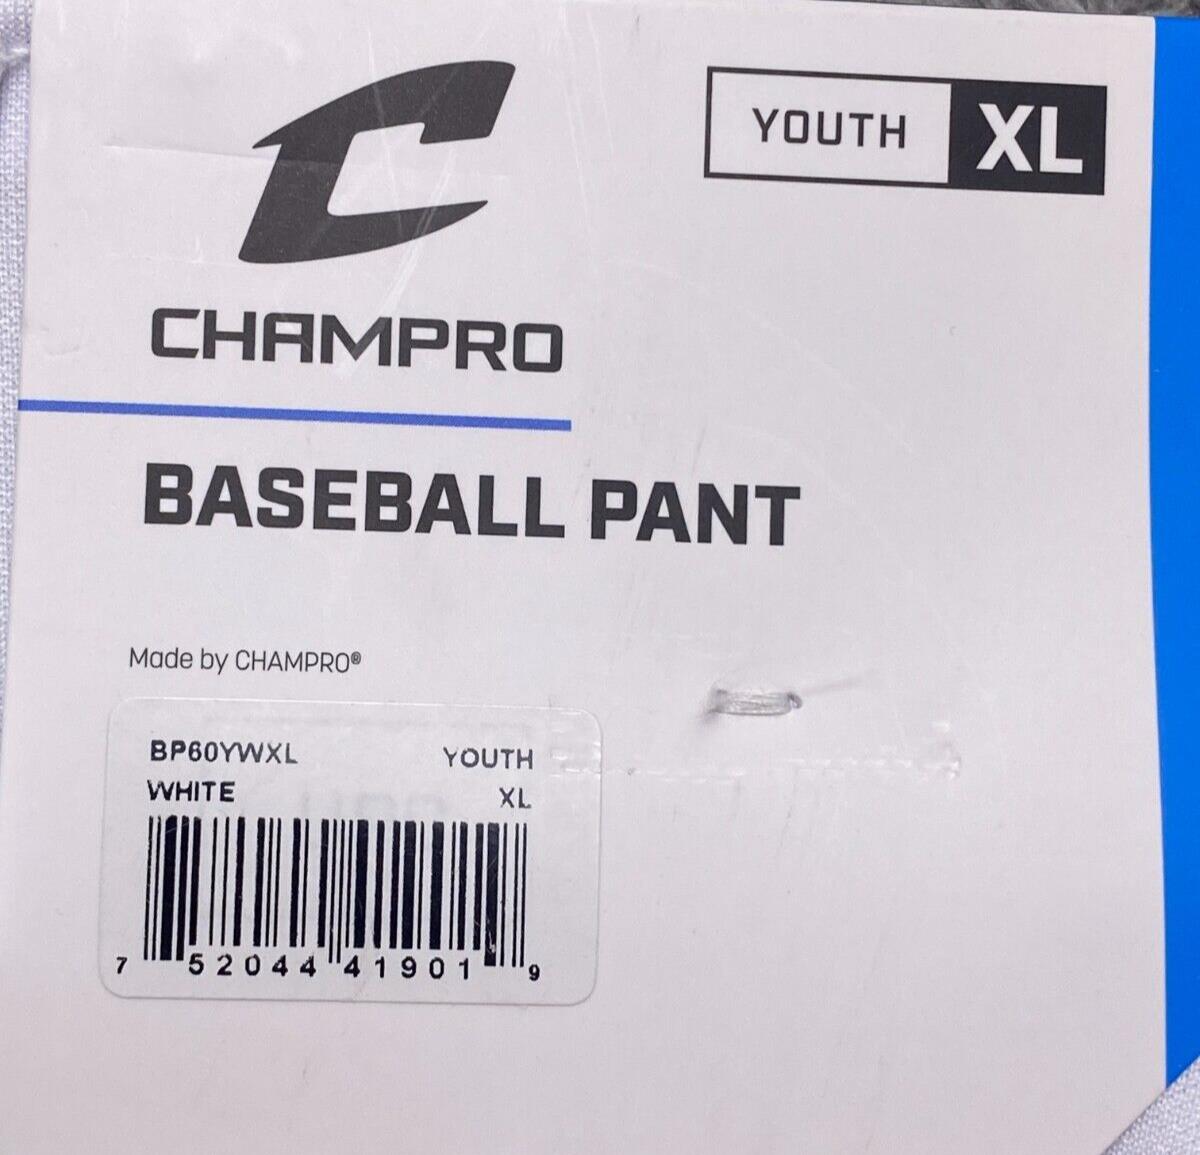 YOUTH XL
CHAMPRO
BASEBALL PANT
Made by CHAMPRO®
BP60YWXL YOUTH
WHITE XL
7 52044 41901 9